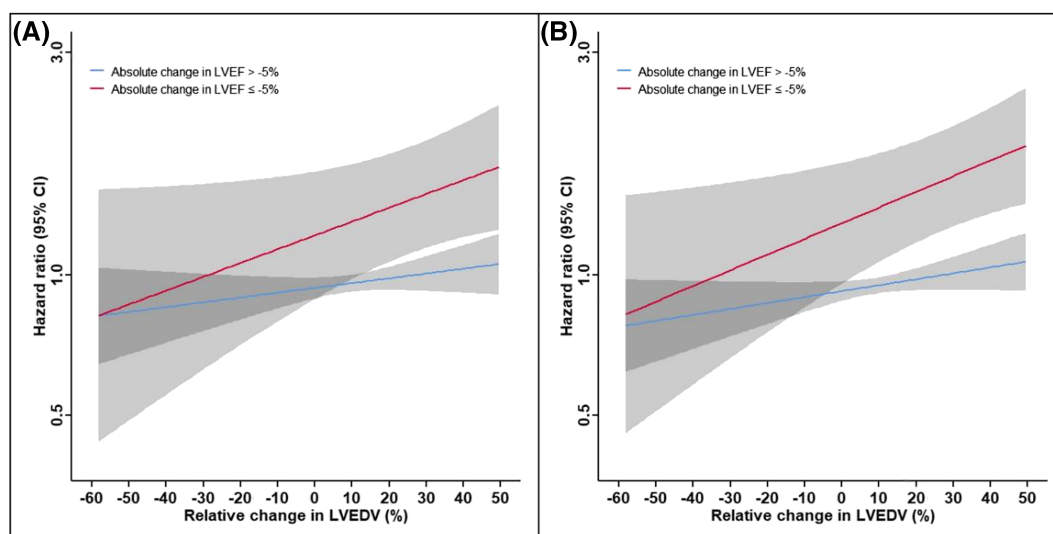 (A)
3.0
1.0
0.5
Hazard ratio (95% CI)
Absolute change in LVEF > -5%
Absolute change in LVEF ≤ -5%
-60 -50 -40 -30 -20 -10 0 10 20 30 40 50
Relative change in LVEDV (%)
(B)
3.0
1.0
0.5
Hazard ratio (95% CI)
Absolute change in LVEF > -5%
Absolute change in LVEF ≤ -5%
-60 -50 -40 -30 -20 -10 0 10 20 30 40 50
Relative change in LVEDV (%)